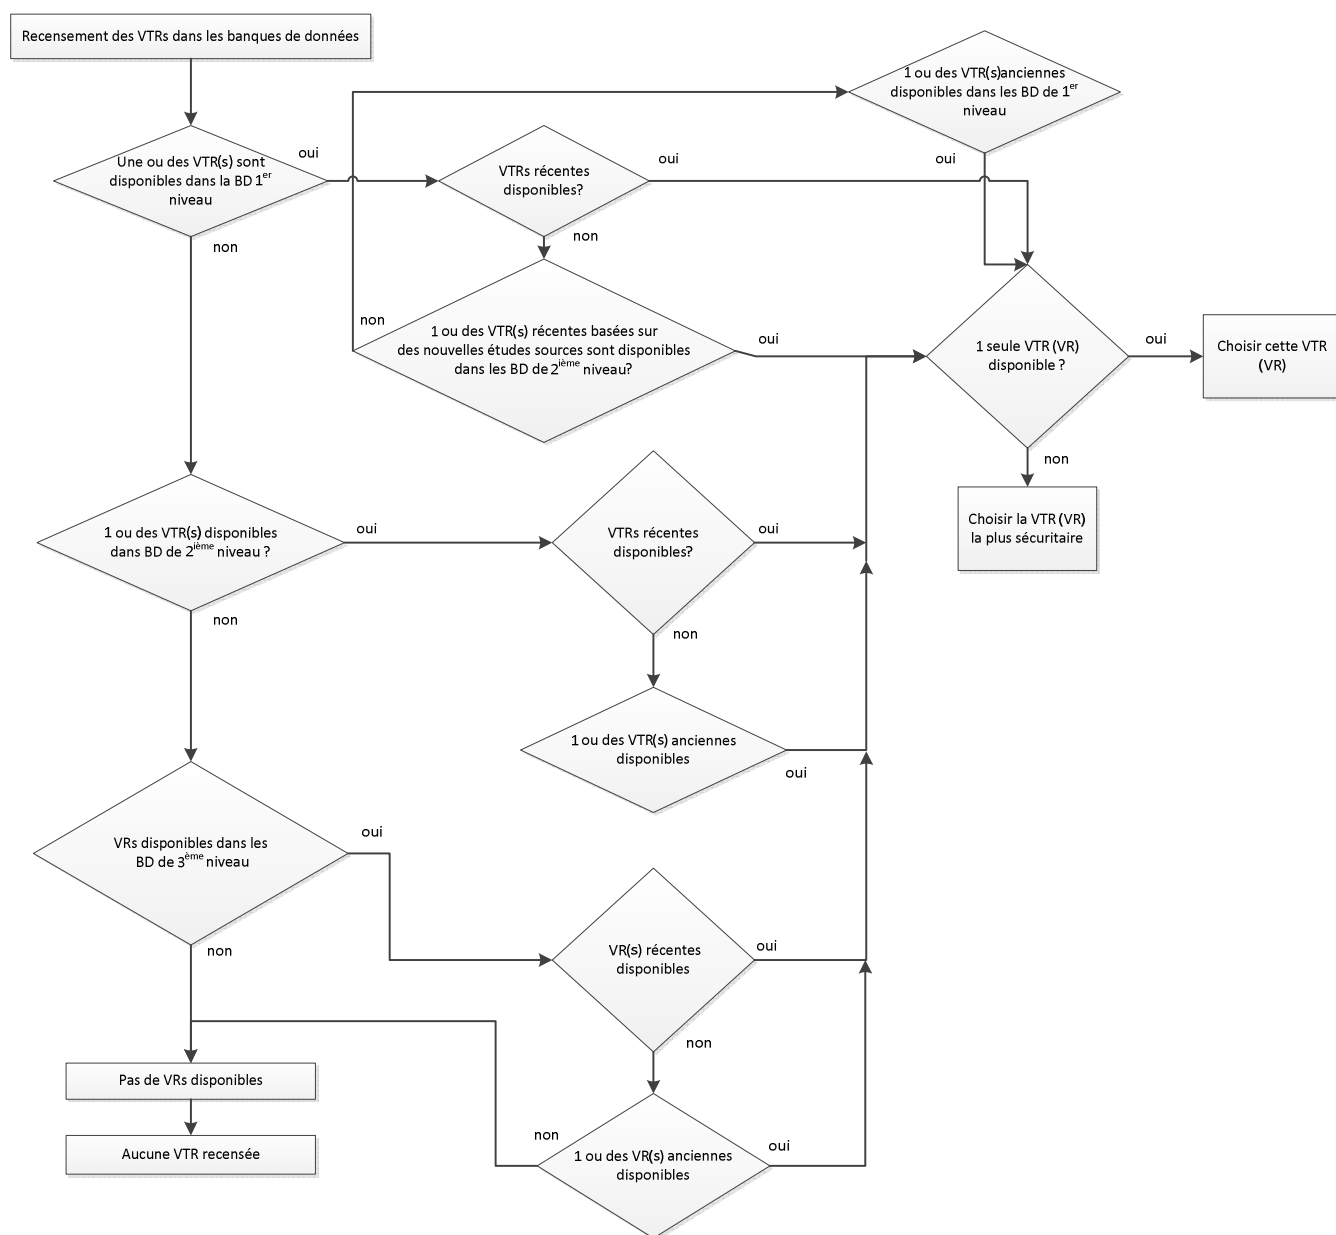 Recensement des VTRs dans les banques de données
1 ou des VTR(s)anciennes
disponibles dans les BD de 1er
niveau
Une ou des VTR(s) sont
disponibles dans la BD 1er
niveau
oui
VTRs récentes
disponibles?
oui
oui
non
non
1 ou des VTR(s) récentes basées sur
des nouvelles études sources sont disponibles
dans les BD de 2ième niveau?
non
oui
1 seule VTR (VR)
disponible ?
oui
Choisir cette VTR
(VR)
non
Choisir la VTR (VR)
la plus sécuritaire
1 ou des VTR(s) disponibles
dans BD de 2ième niveau ?
oui
VTRs récentes
disponibles?
oui
non
non
1 ou des VTR(s) anciennes
disponibles
oui
VRs disponibles dans les
BD de 3ème niveau
oui
non
VR(s) récentes
disponibles
oui
non
Pas de VRs disponibles
Aucune VTR recensée
non
1 ou des VR(s) anciennes
disponibles
oui